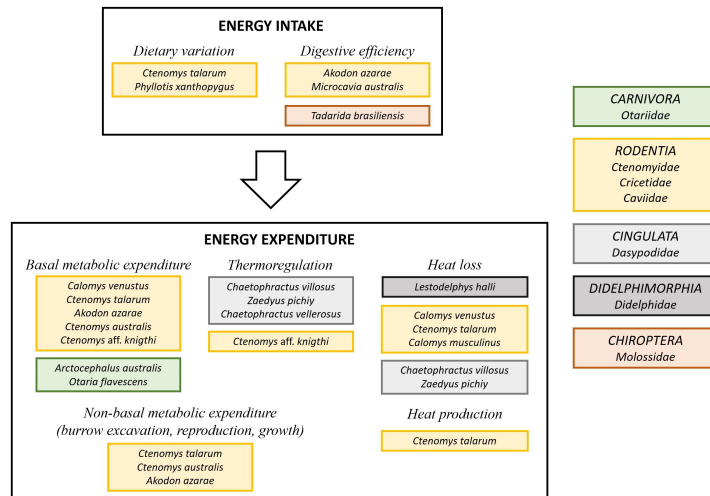 ENERGY INTAKE
Dietary variation
Ctenomys talarum
Phyllotis xanthopygus
Digestive efficiency
Akodon azarae
Microcavia australis
Tadarida brasiliensis
ENERGY EXPENDITURE
Basal metabolic expenditure
Calomys venustus
Ctenomys talarum
Akodon azarae
Ctenomys australis
Ctenomys aff. knigthi
Arctocephalus australis
Otaria flavescens
Thermoregulation
Chaetophractus villosus
Zaedyus pichiy
Chaetophractus vellerosus
Ctenomys aff. knigthi
Heat loss
Lestodelphys halli
Calomys venustus
Ctenomys talarum
Calomys musculinus
Chaetophractus villosus
Zaedyus pichiy
Non-basal metabolic expenditure
(burrow excavation, reproduction, growth)
Ctenomys talarum
Ctenomys australis
Akodon azarae
Heat production
Ctenomys talarum
CARNIVORA
Otariidae
RODENTIA
Ctenomyidae
Cricetidae
Caviidae
CINGULATA
Dasypodidae
DIDELPHIMORPHIA
Didelphidae
CHIROPTERA
Molossidae